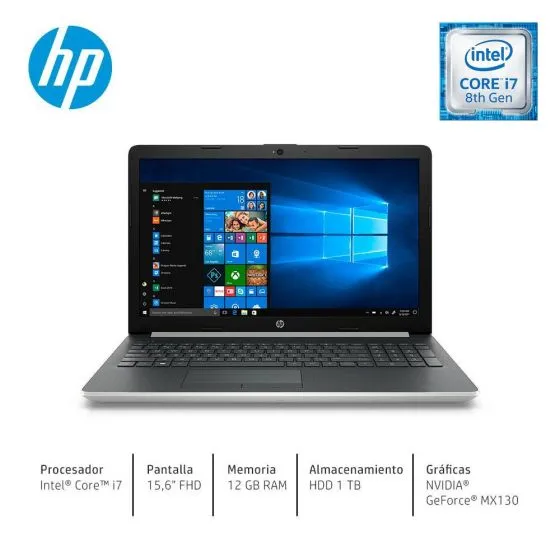 hp
intel
CORE i7
8th Gen
hp
Procesador
Intel® Core™ i7
Pantalla
15,6" FHD
Memoria
12 GB RAM
Almacenamiento
HDD 1 TB
Gráficas
NVIDIA®
GeForce® MX130